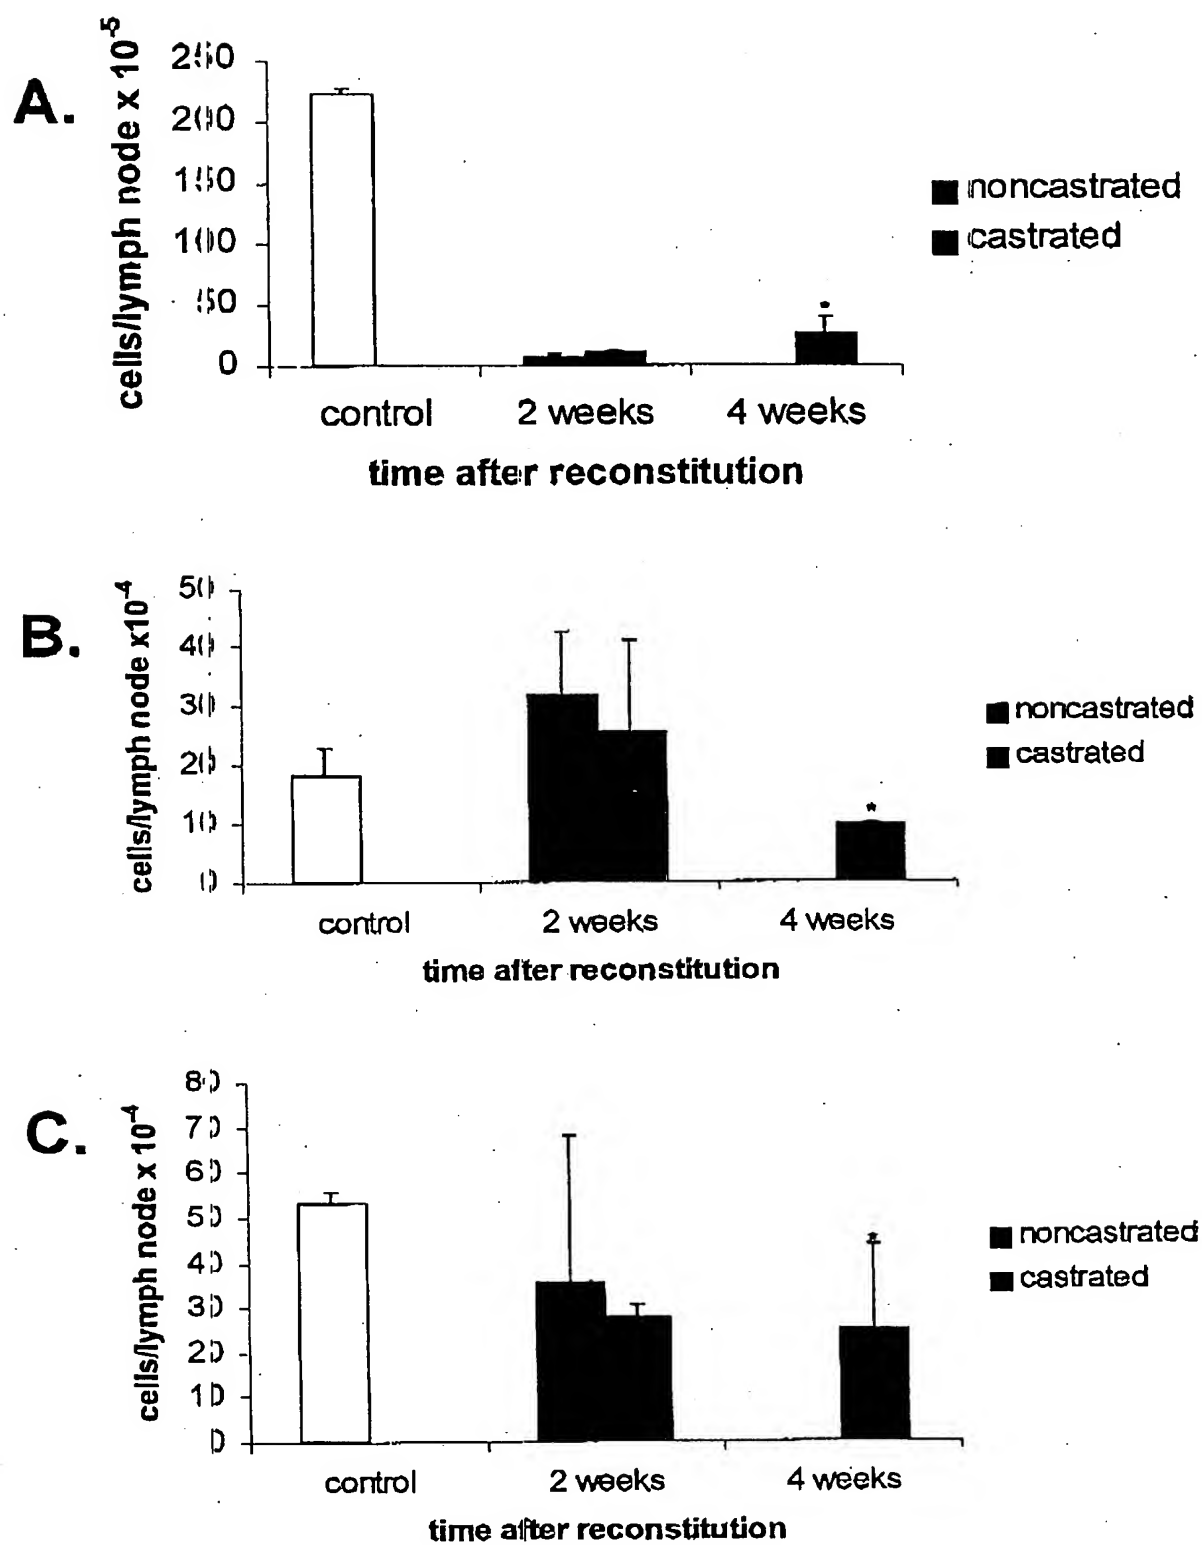 A.
cells/lymph node x 10-5
250
200
150
100
50
0
control 2 weeks 4 weeks
time after reconstitution
noncastrated
castrated
*
B.
cells/lymph node x10-4
50
40
30
20
10
0
control 2 weeks 4 weeks
time after reconstitution
noncastrated
castrated
*
C.
cells/lymph node x 10-4
80
70
60
50
40
30
20
10
0
control 2 weeks 4 weeks
time after reconstitution
noncastrated
castrated
*